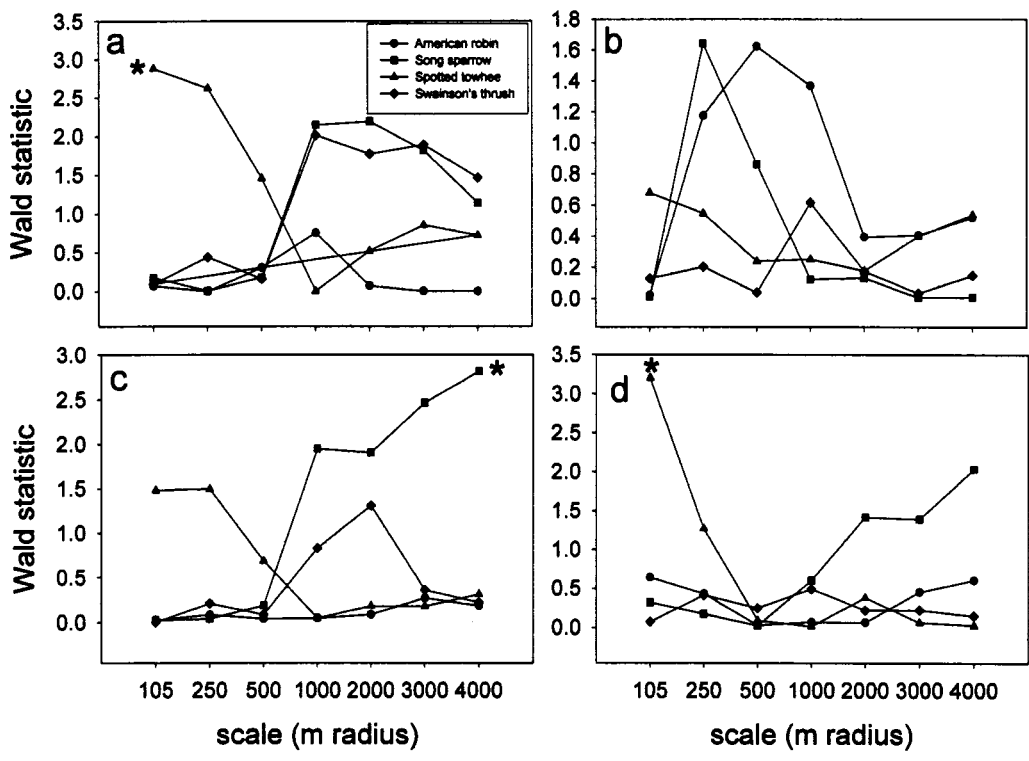 a
American robin
Song sparrow
Spotted towhee
Swainson's thrush
*
Wald statistic
3.5
3.0
2.5
2.0
1.5
1.0
0.5
0.0
b
1.8
1.6
1.4
1.2
1.0
0.8
0.6
0.4
0.2
0.0
c
*
Wald statistic
3.0
2.5
2.0
1.5
1.0
0.5
0.0
105 250 500 1000 2000 3000 4000
scale (m radius)
d
*
3.5
3.0
2.5
2.0
1.5
1.0
0.5
0.0
105 250 500 1000 2000 3000 4000
scale (m radius)